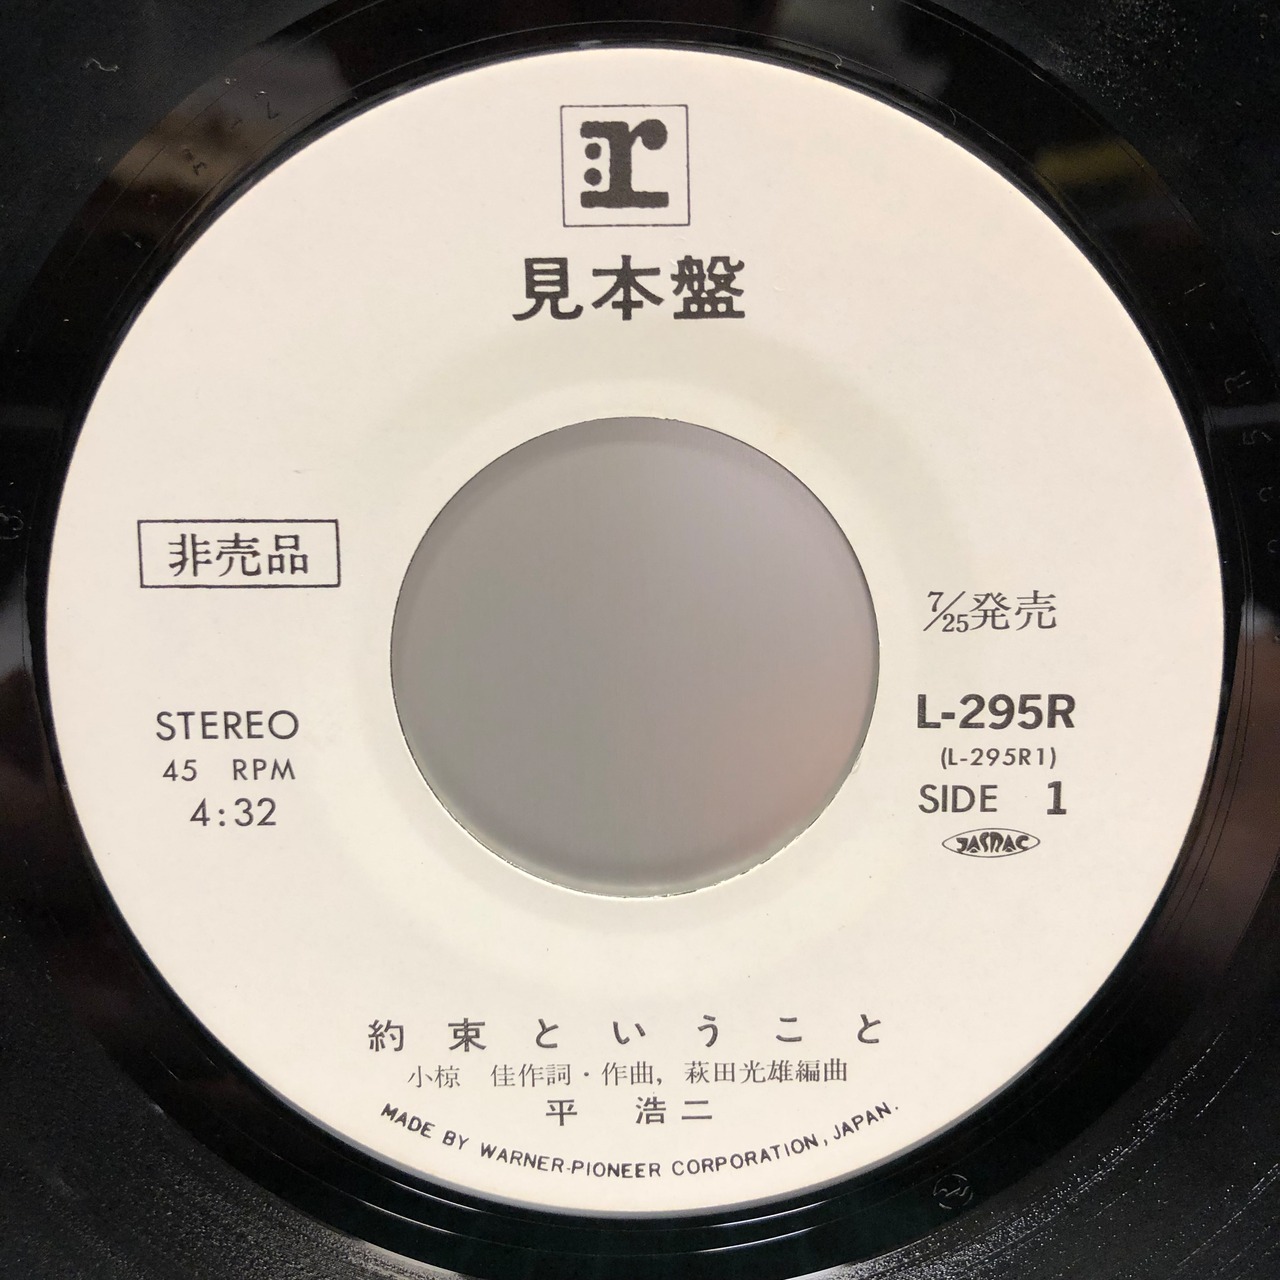 r
見本盤
非売品
7/25発売
STEREO
45 RPM
4:32
L-295R
(L-295R1)
SIDE 1
JASRAC
約束ということ
小椋 佳作詞・作曲, 萩田光雄編曲
平 浩二
MADE BY WARNER-PIONEER CORPORATION, JAPAN.